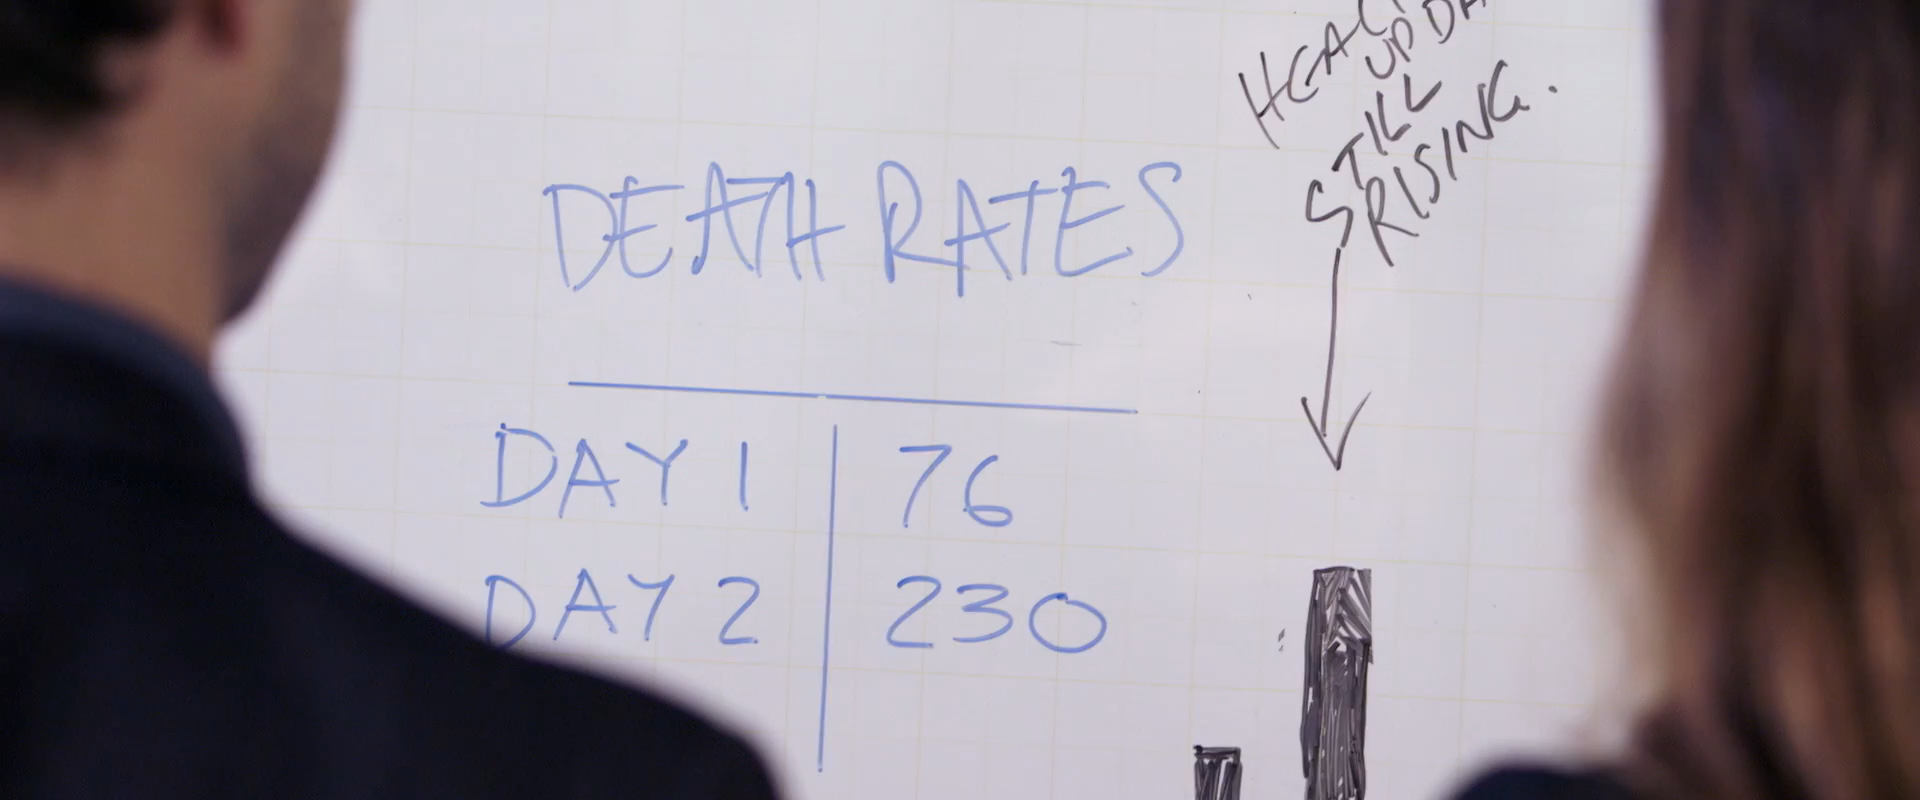 DEATH RATES
DAY 1 76
DAY 2 230
STILL
RISING.